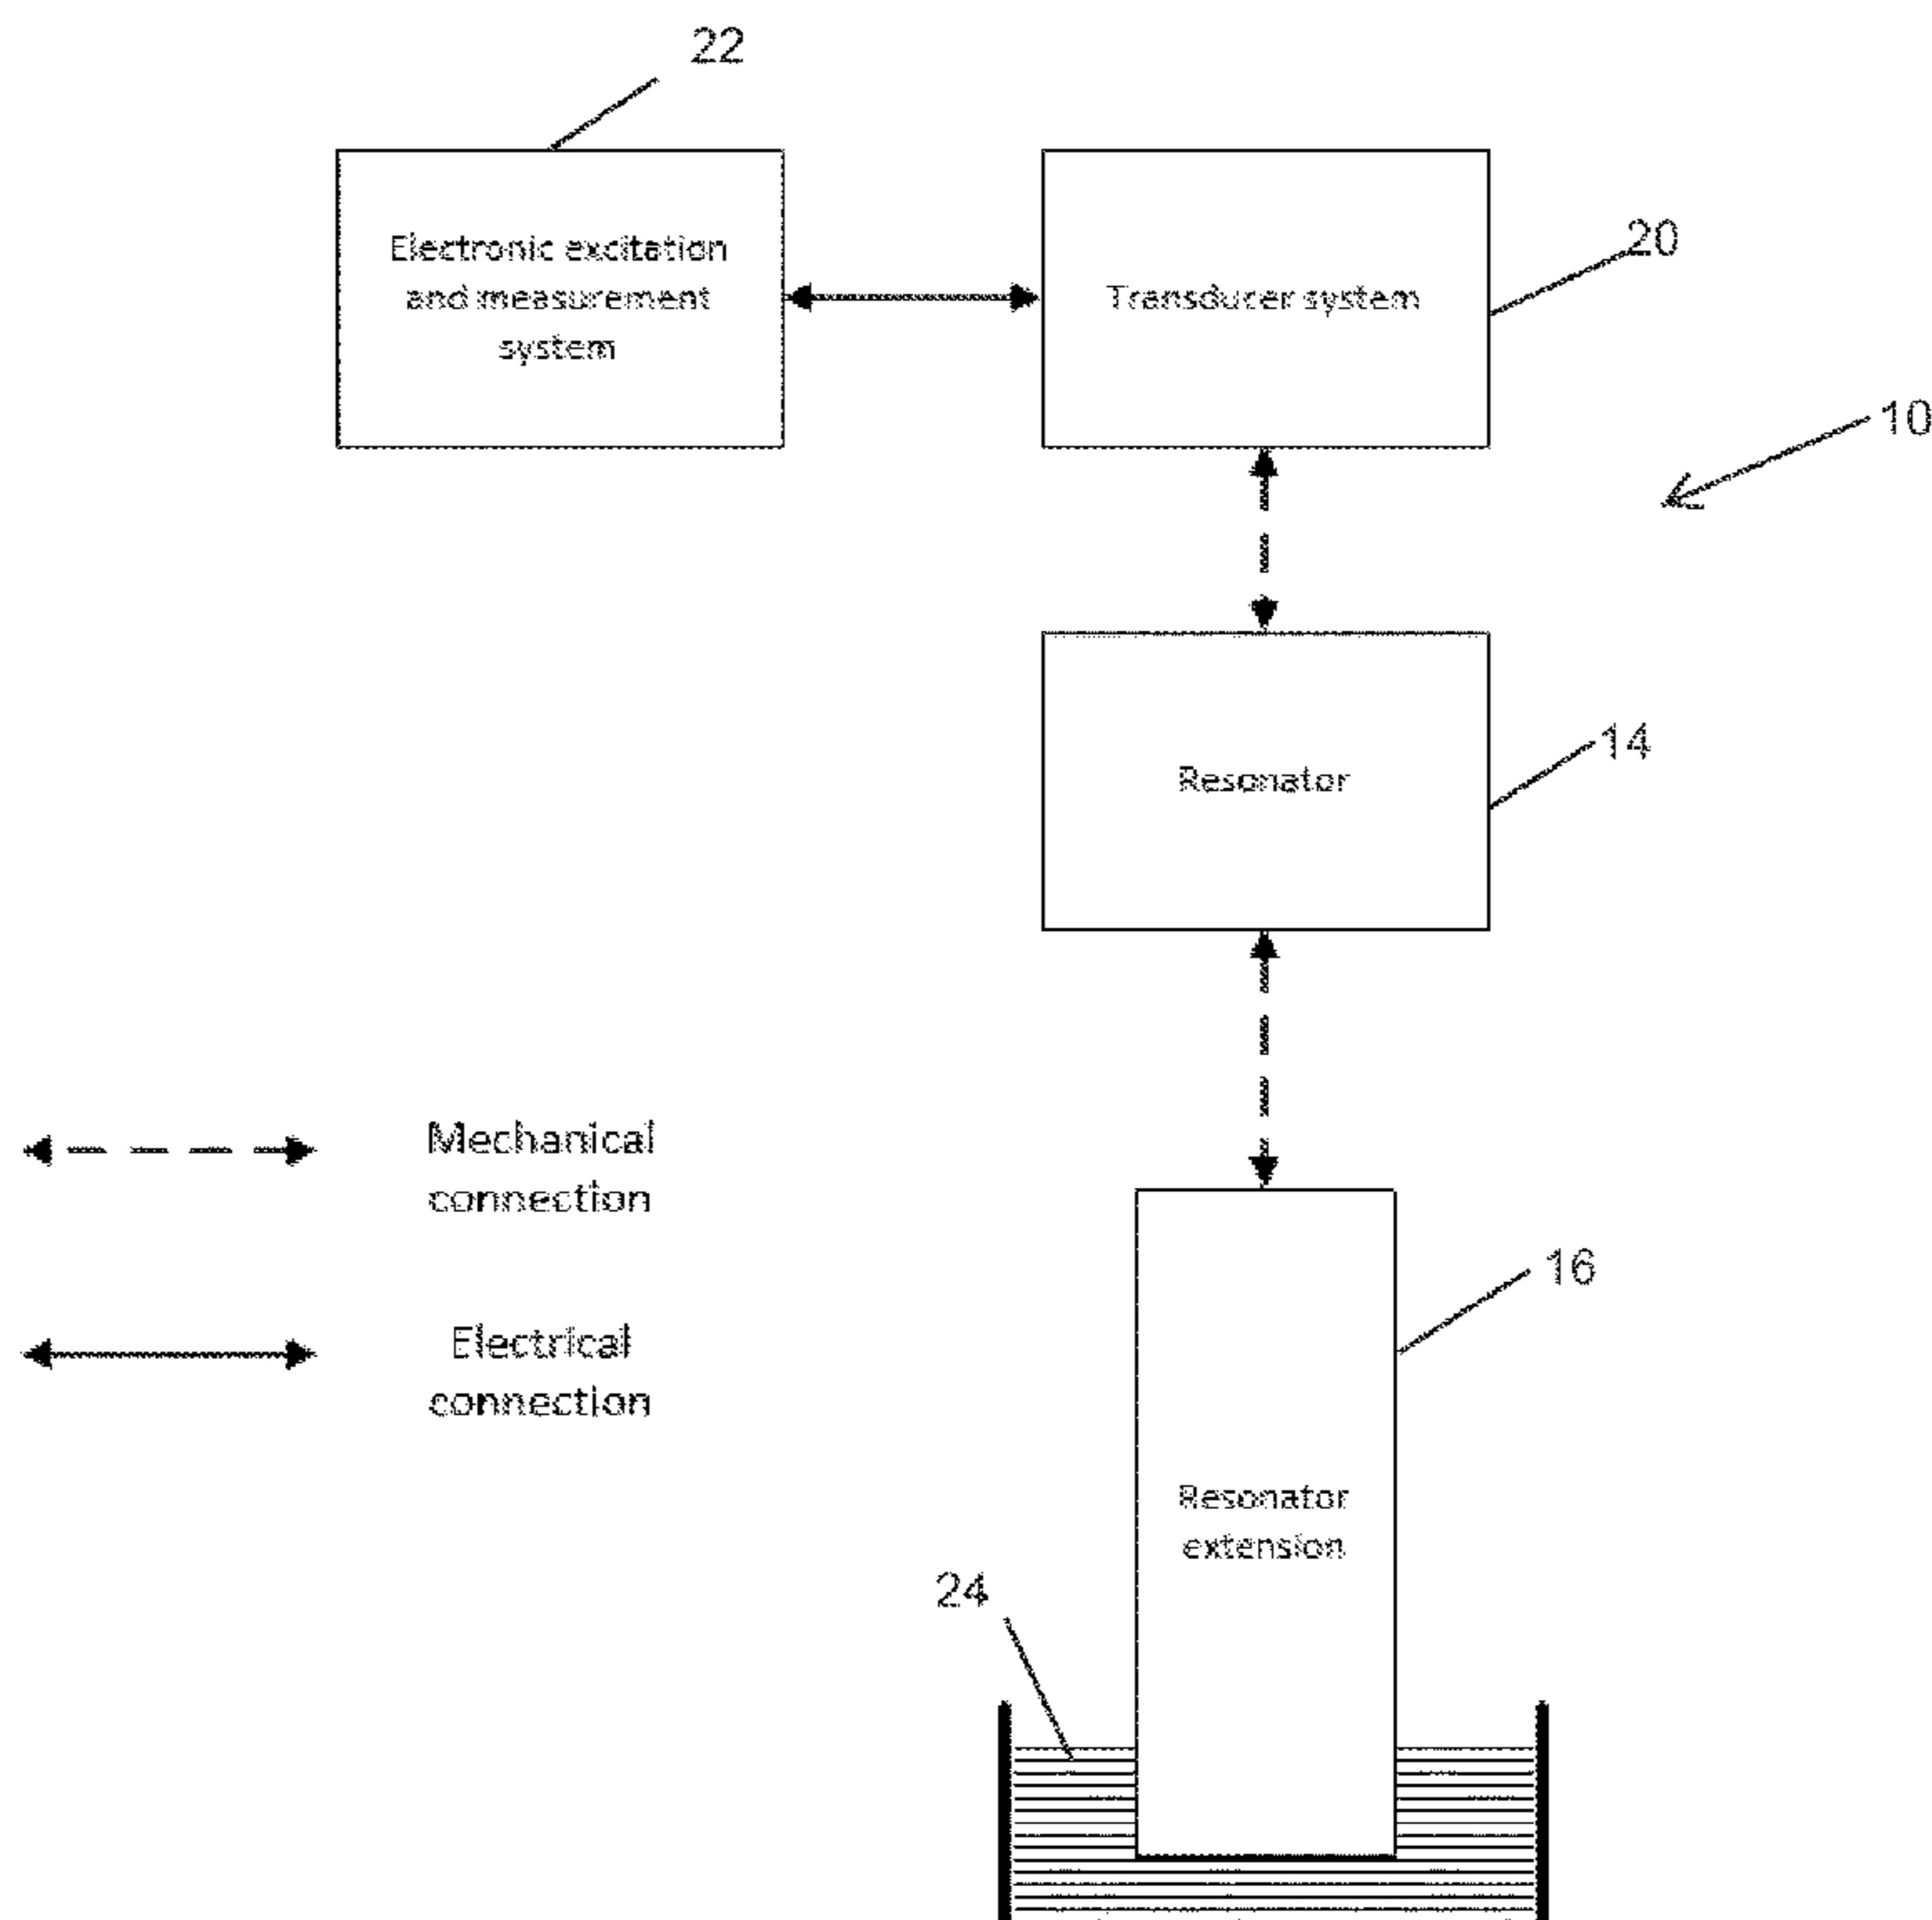 22
Electronic excitation
and measurement
system
Transducer system
20
10
Resonator
14
Mechanical
connection
Electrical
connection
16
Resonator
extension
24